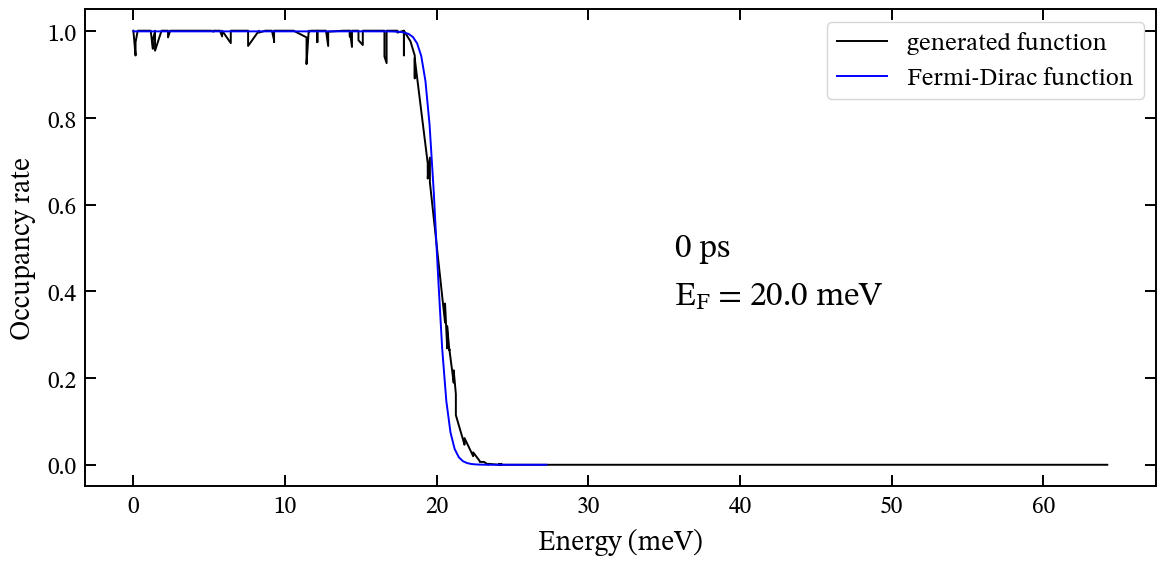 generated function
Fermi-Dirac function
1.0
0.8
0.6
0.4
0.2
0.0
Occupancy rate
0 ps
E_F = 20.0 meV
0 10 20 30 40 50 60
Energy (meV)